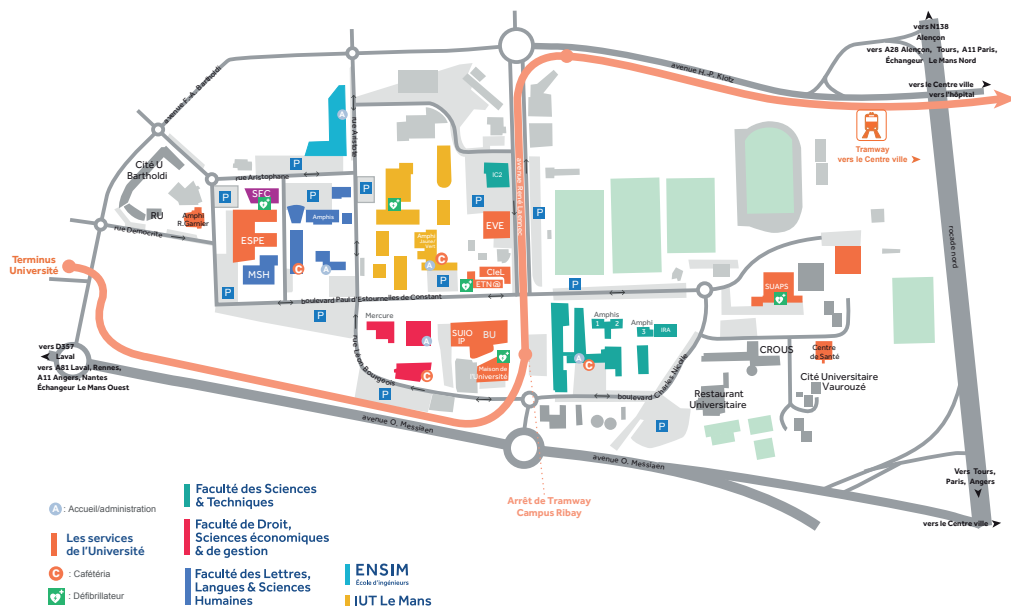 vers N138
Alençon
vers A28 Alençon, Tours, A11 Paris,
Échangeur Le Mans Nord
avenue H.-P. Klotz
vers le Centre ville
vers l'hôpital
Tramway
vers le Centre ville
rocade nord
avenue F.-A. Bartholdi
rue Aristote
A
P
Cité U
Bartholdi
rue Aristophane
RU
Amphi
R.Garnier
rue Démocrite
SFC
P
P
P
P
ESPE
MSH
Amphis
C
A
P
Amphi
C
A
P
IC2
EVE
CIeL
ETN@
avenue René Laennec
P
P
Terminus
Université
boulevard Paul d'Estournelles de Constant
P
SUAPS
Mercure
A
C
SUIO
IP
BU
Maison de
l'Université
rue Léon Bourgeois
P
Amphis
1
2
Amphi
3
IRA
A
C
CROUS
Centre
de Santé
Cité Universitaire
Vaurouzé
Restaurant
Universitaire
boulevard Charles Nicolle
P
vers D357
Laval
vers A81 Laval, Rennes,
A11 Angers, Nantes
Échangeur Le Mans Ouest
avenue O. Messiaen
avenue O. Messiaen
Vers Tours,
Paris, Angers
vers le Centre ville
Arrêt de Tramway
Campus Ribay
A : Accueil/administration
Les services
de l'Université
C : Cafétéria
: Défibrillateur
Faculté des Sciences
& Techniques
Faculté de Droit,
Sciences économiques
& de gestion
Faculté des Lettres,
Langues & Sciences
Humaines
ENSIM
École d'ingénieurs
IUT Le Mans